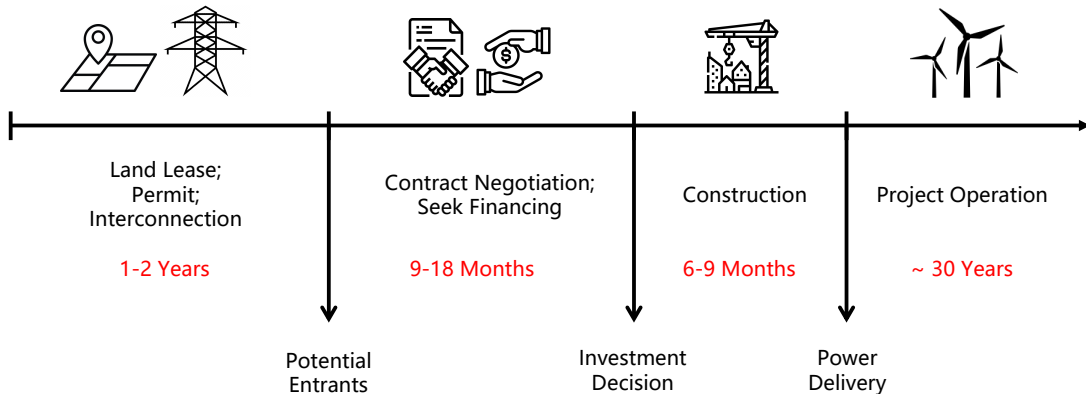 $
Land Lease;
Permit;
Interconnection
1-2 Years
Contract Negotiation;
Seek Financing
9-18 Months
Construction
6-9 Months
Project Operation
~ 30 Years
Potential
Entrants
Investment
Decision
Power
Delivery